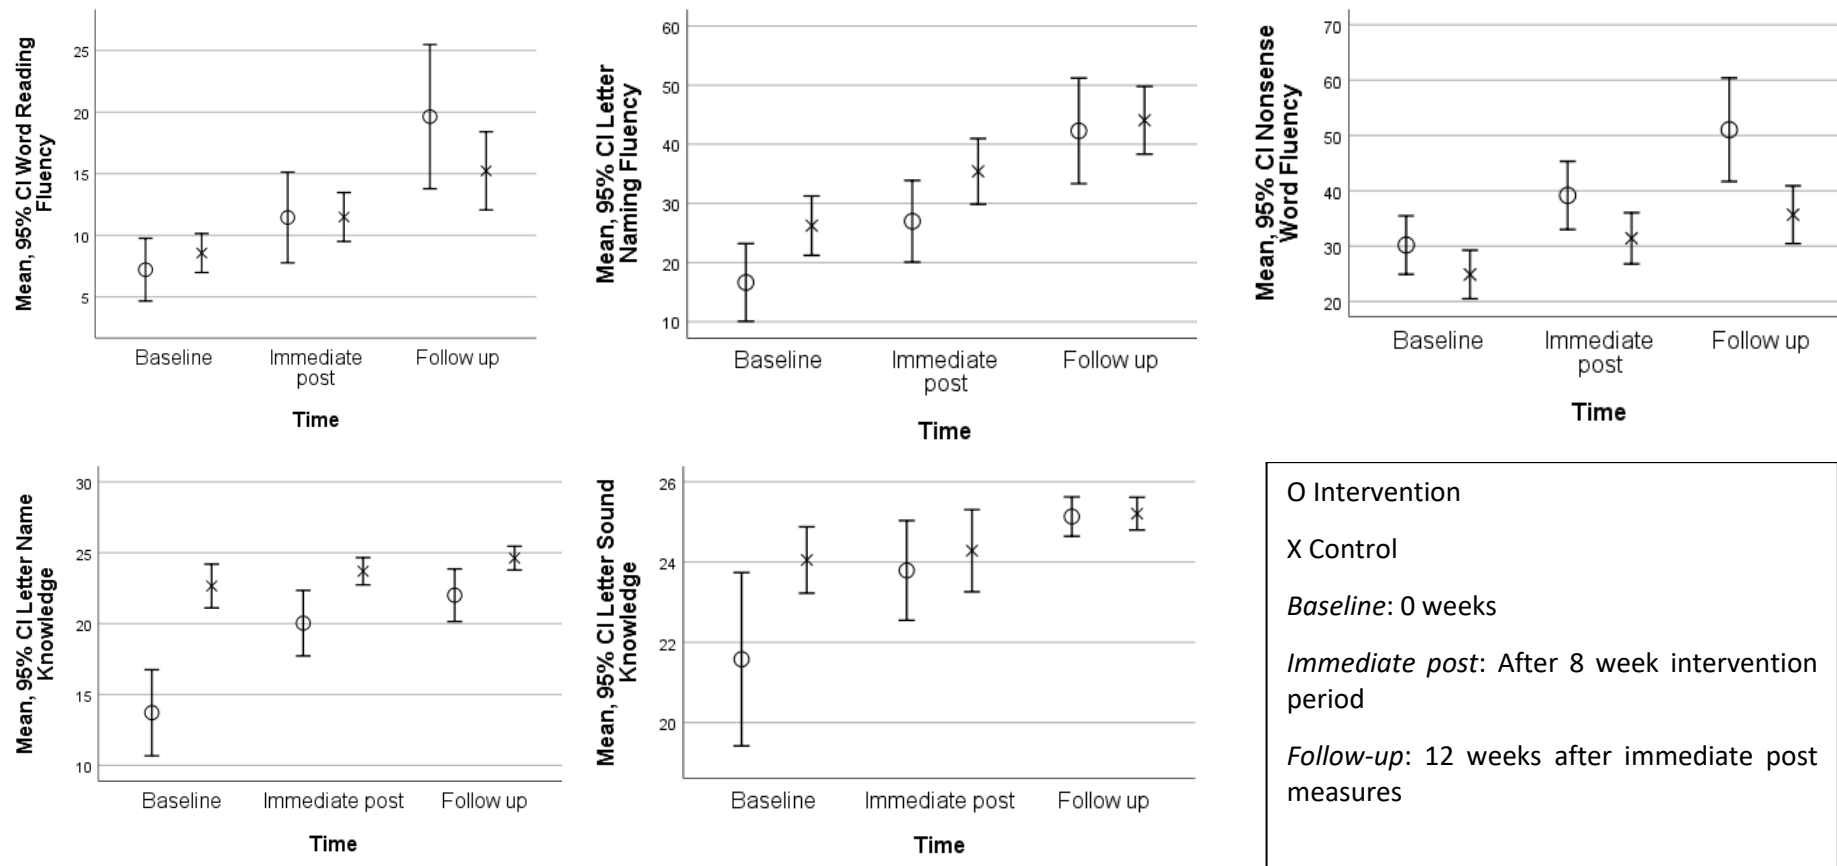 Mean, 95% CI Word Reading
Fluency
25
20
15
10
5
Baseline
Immediate
post
Follow up
Time
Mean, 95% CI Letter
Naming Fluency
60
50
40
30
20
10
Baseline
Immediate
post
Follow up
Time
Mean, 95% CI Nonsense
Word Fluency
70
60
50
40
30
20
Baseline
Immediate
post
Follow up
Time
Mean, 95% CI Letter Name
Knowledge
30
25
20
15
10
Baseline
Immediate post
Follow up
Time
Mean, 95% CI Letter Sound
Knowledge
26
24
22
20
Baseline
Immediate post
Follow up
Time
O Intervention
X Control
Baseline: 0 weeks
Immediate post: After 8 week intervention
period
Follow-up: 12 weeks after immediate post
measures